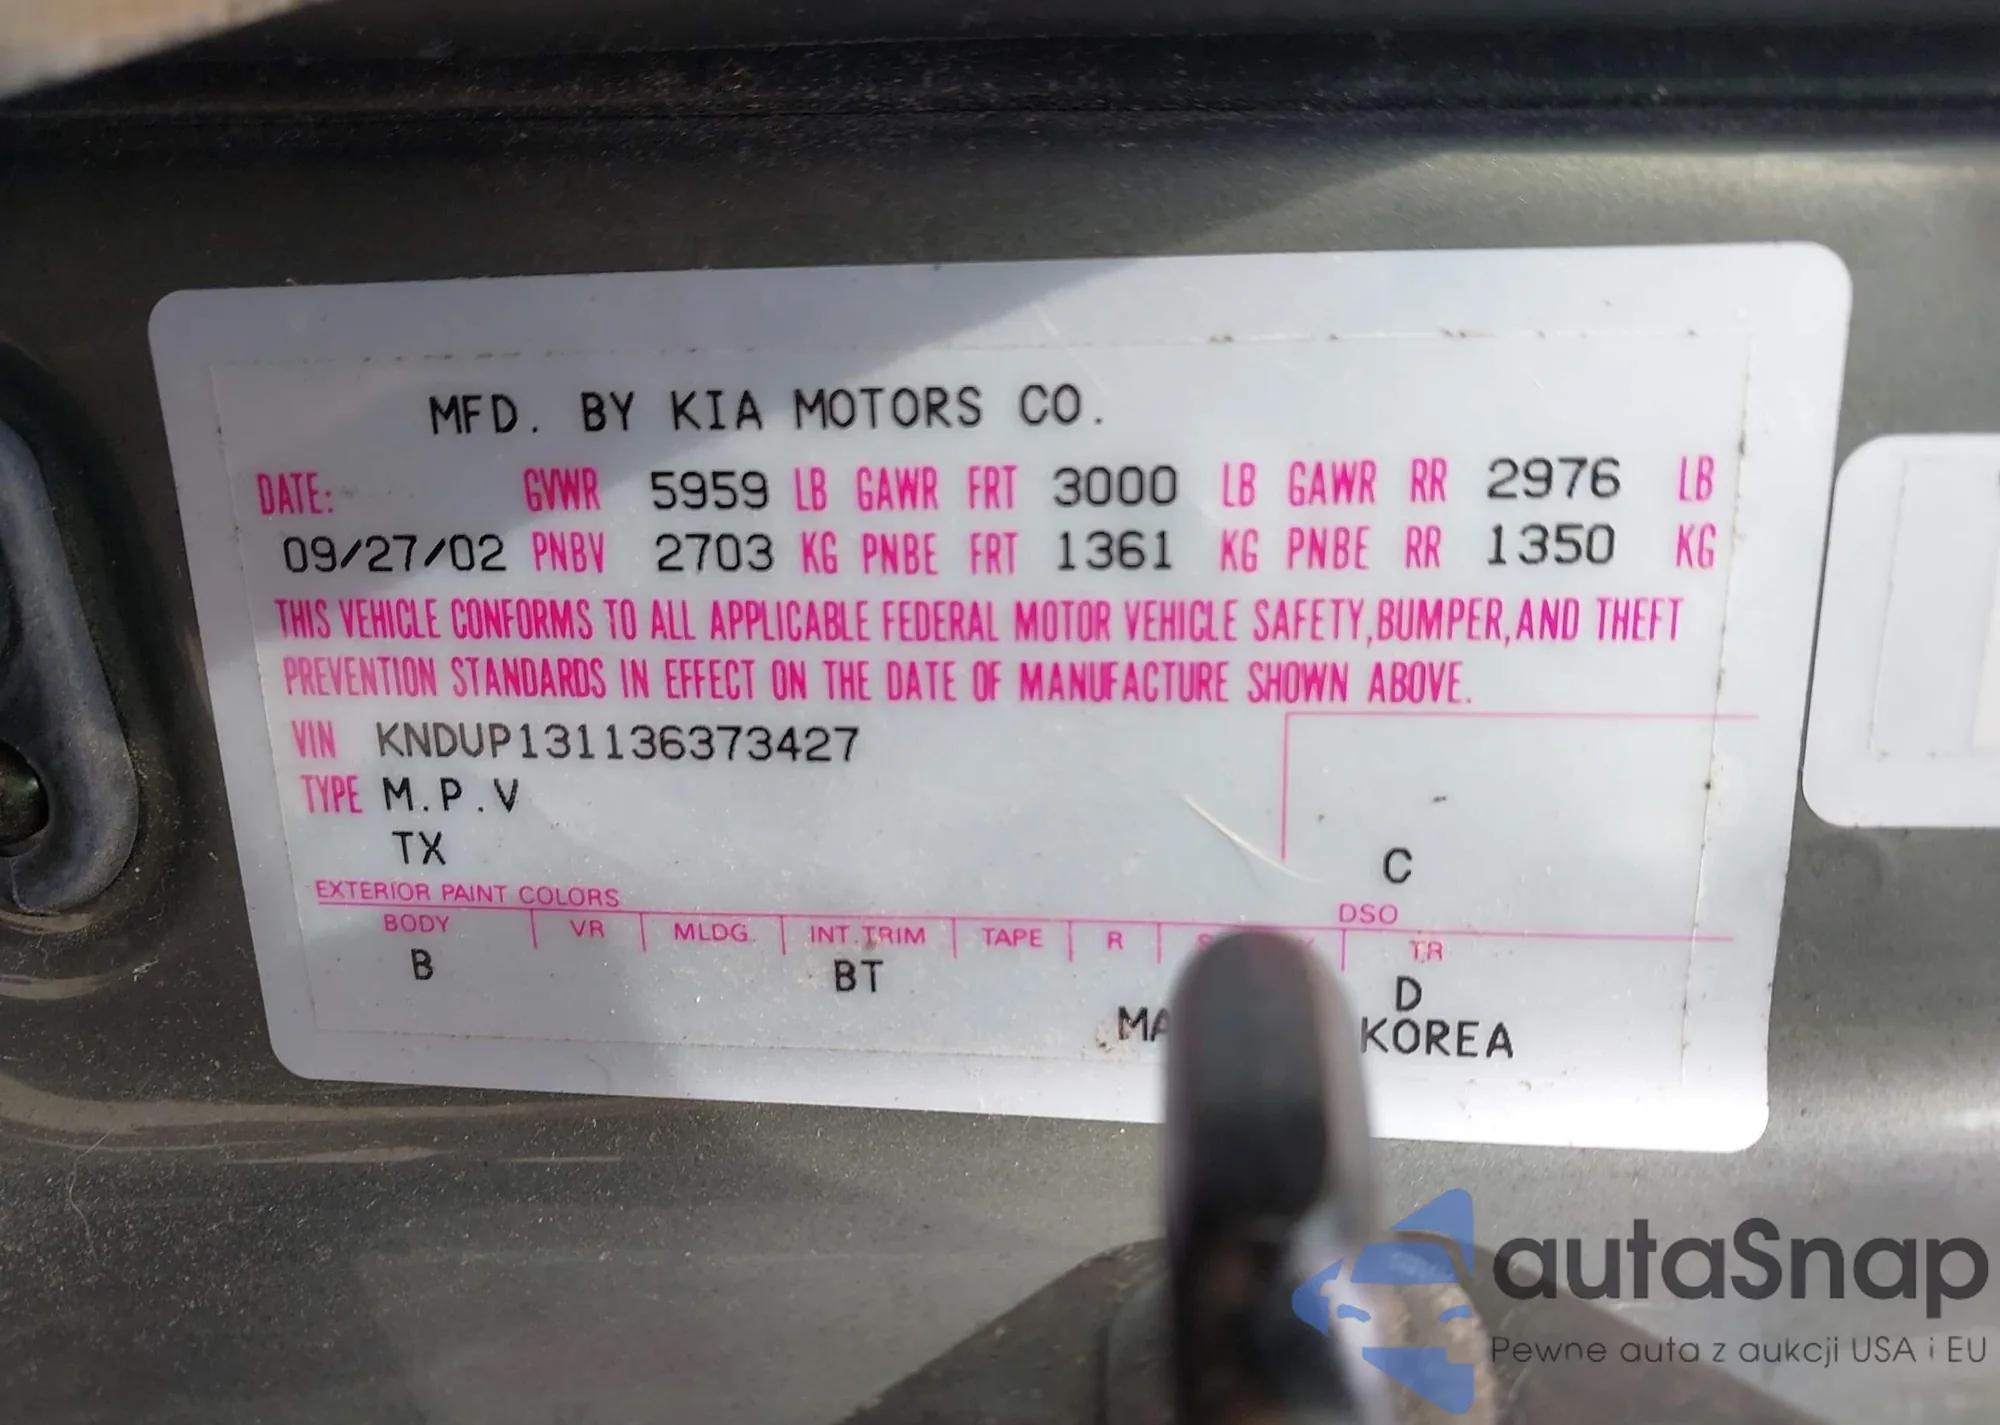 MFD. BY KIA MOTORS CO.
DATE: GVWR 5959 LB GAWR FRT 3000 LB GAWR RR 2976 LB
09/27/02 PNBV 2703 KG PNBE FRT 1361 KG PNBE RR 1350 KG
THIS VEHICLE CONFORMS TO ALL APPLICABLE FEDERAL MOTOR VEHICLE SAFETY,BUMPER,AND THEFT
PREVENTION STANDARDS IN EFFECT ON THE DATE OF MANUFACTURE SHOWN ABOVE.
VIN KNDUP131136373427
TYPE M.P.V
TX
C
EXTERIOR PAINT COLORS
DSO
BODY VR MLDG. INT.TRIM TAPE R TR
B BT D
KOREA
autaSnap
Pewne auta z aukcji USA i EU